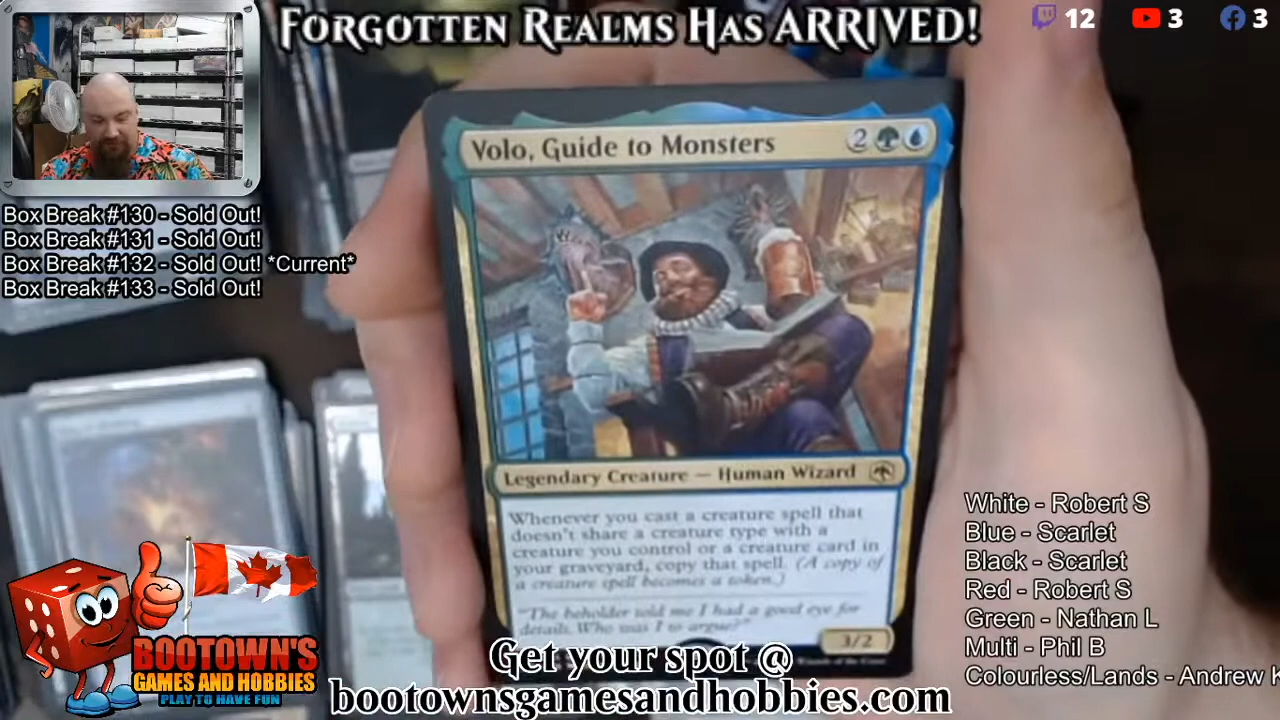 FORGOTTEN REALMS HAS ARRIVED!
12 3 3
Volo, Guide to Monsters 2
Box Break #130 - Sold Out!
Box Break #131 - Sold Out!
Box Break #132 - Sold Out! *Current*
Box Break #133 - Sold Out!
Legendary Creature — Human Wizard
Whenever you cast a creature spell that
doesn't share a creature type with a
creature you control or a creature card in
your graveyard, copy that spell. (A copy of
a creature spell becomes a token.)
"The beholder told me I had a good eye for
detail. Who was I to argue?"
3/2
White - Robert S
Blue - Scarlet
Black - Scarlet
Red - Robert S
Green - Nathan L
Multi - Phil B
Colourless/Lands - Andrew K
BOOTOWN'S
GAMES AND HOBBIES
PLAY TO HAVE FUN
Get your spot @
bootownsgamesandhobbies.com